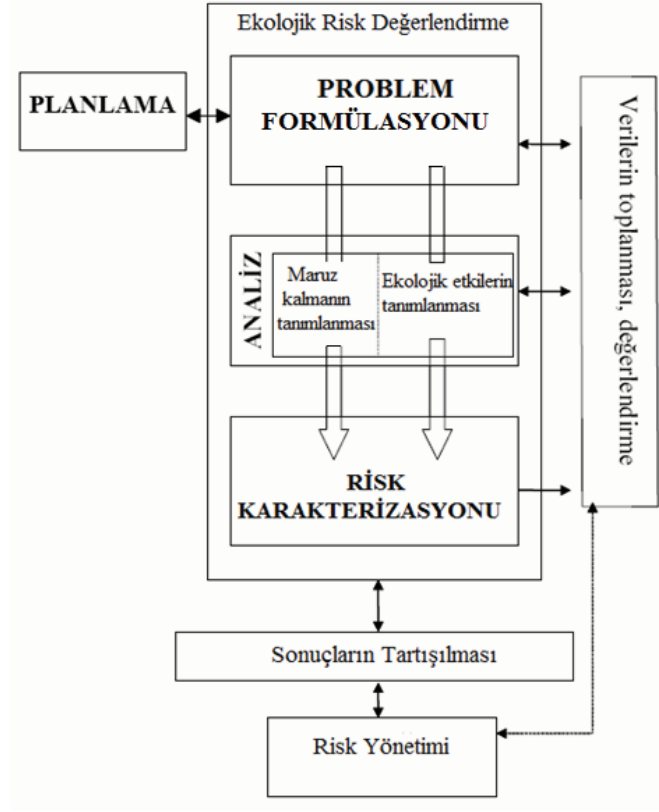 Ekolojik Risk Değerlendirme
PLANLAMA
PROBLEM
FORMÜLASYONU
Verilerin toplanması, değerlendirme
ANALİZ
Maruz
kalmanın
tanımlanması
Ekolojik etkilerin
tanımlanması
RİSK
KARAKTERİZASYONU
Sonuçların Tartışılması
Risk Yönetimi